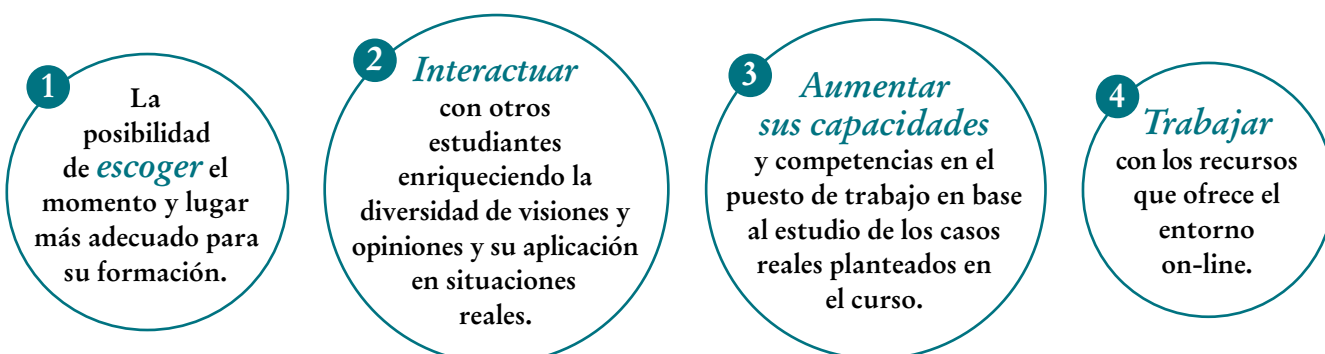 1
La
posibilidad
de escoger el
momento y lugar
más adecuado para
su formación.
2
Interactuar
con otros
estudiantes
enriqueciendo la
diversidad de visiones y
opiniones y su aplicación
en situaciones
reales.
3
Aumentar
sus capacidades
y competencias en el
puesto de trabajo en base
al estudio de los casos
reales planteados en
el curso.
4
Trabajar
con los recursos
que ofrece el
entorno
on-line.